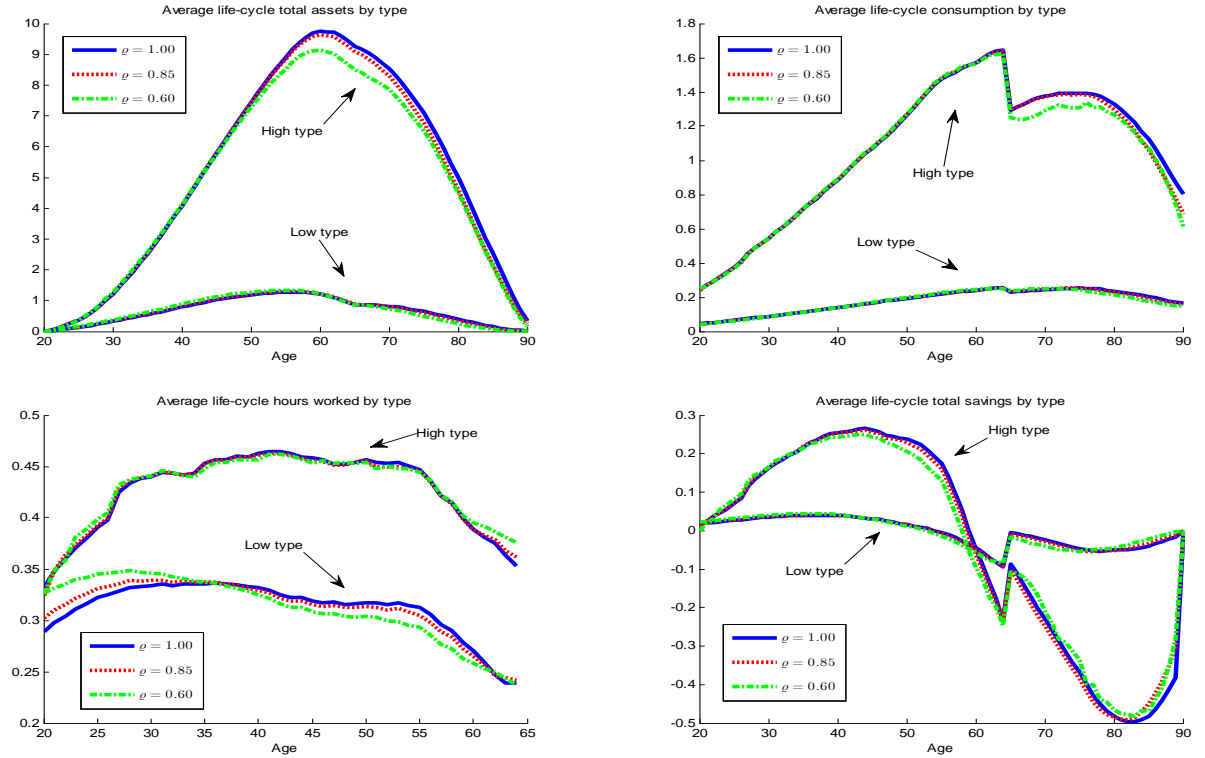 Average life-cycle total assets by type
10
9
8
7
6
5
4
3
2
1
0
ϱ = 1.00
ϱ = 0.85
ϱ = 0.60
High type
Low type
20 30 40 50 60 70 80 90
Age
Average life-cycle consumption by type
1.8
1.6
1.4
1.2
1
0.8
0.6
0.4
0.2
0
ϱ = 1.00
ϱ = 0.85
ϱ = 0.60
High type
Low type
20 30 40 50 60 70 80 90
Age
Average life-cycle hours worked by type
0.5
0.45
0.4
0.35
0.3
0.25
0.2
High type
Low type
ϱ = 1.00
ϱ = 0.85
ϱ = 0.60
20 25 30 35 40 45 50 55 60 65
Age
Average life-cycle total savings by type
0.3
0.2
0.1
0
-0.1
-0.2
-0.3
-0.4
-0.5
High type
Low type
ϱ = 1.00
ϱ = 0.85
ϱ = 0.60
20 30 40 50 60 70 80 90
Age